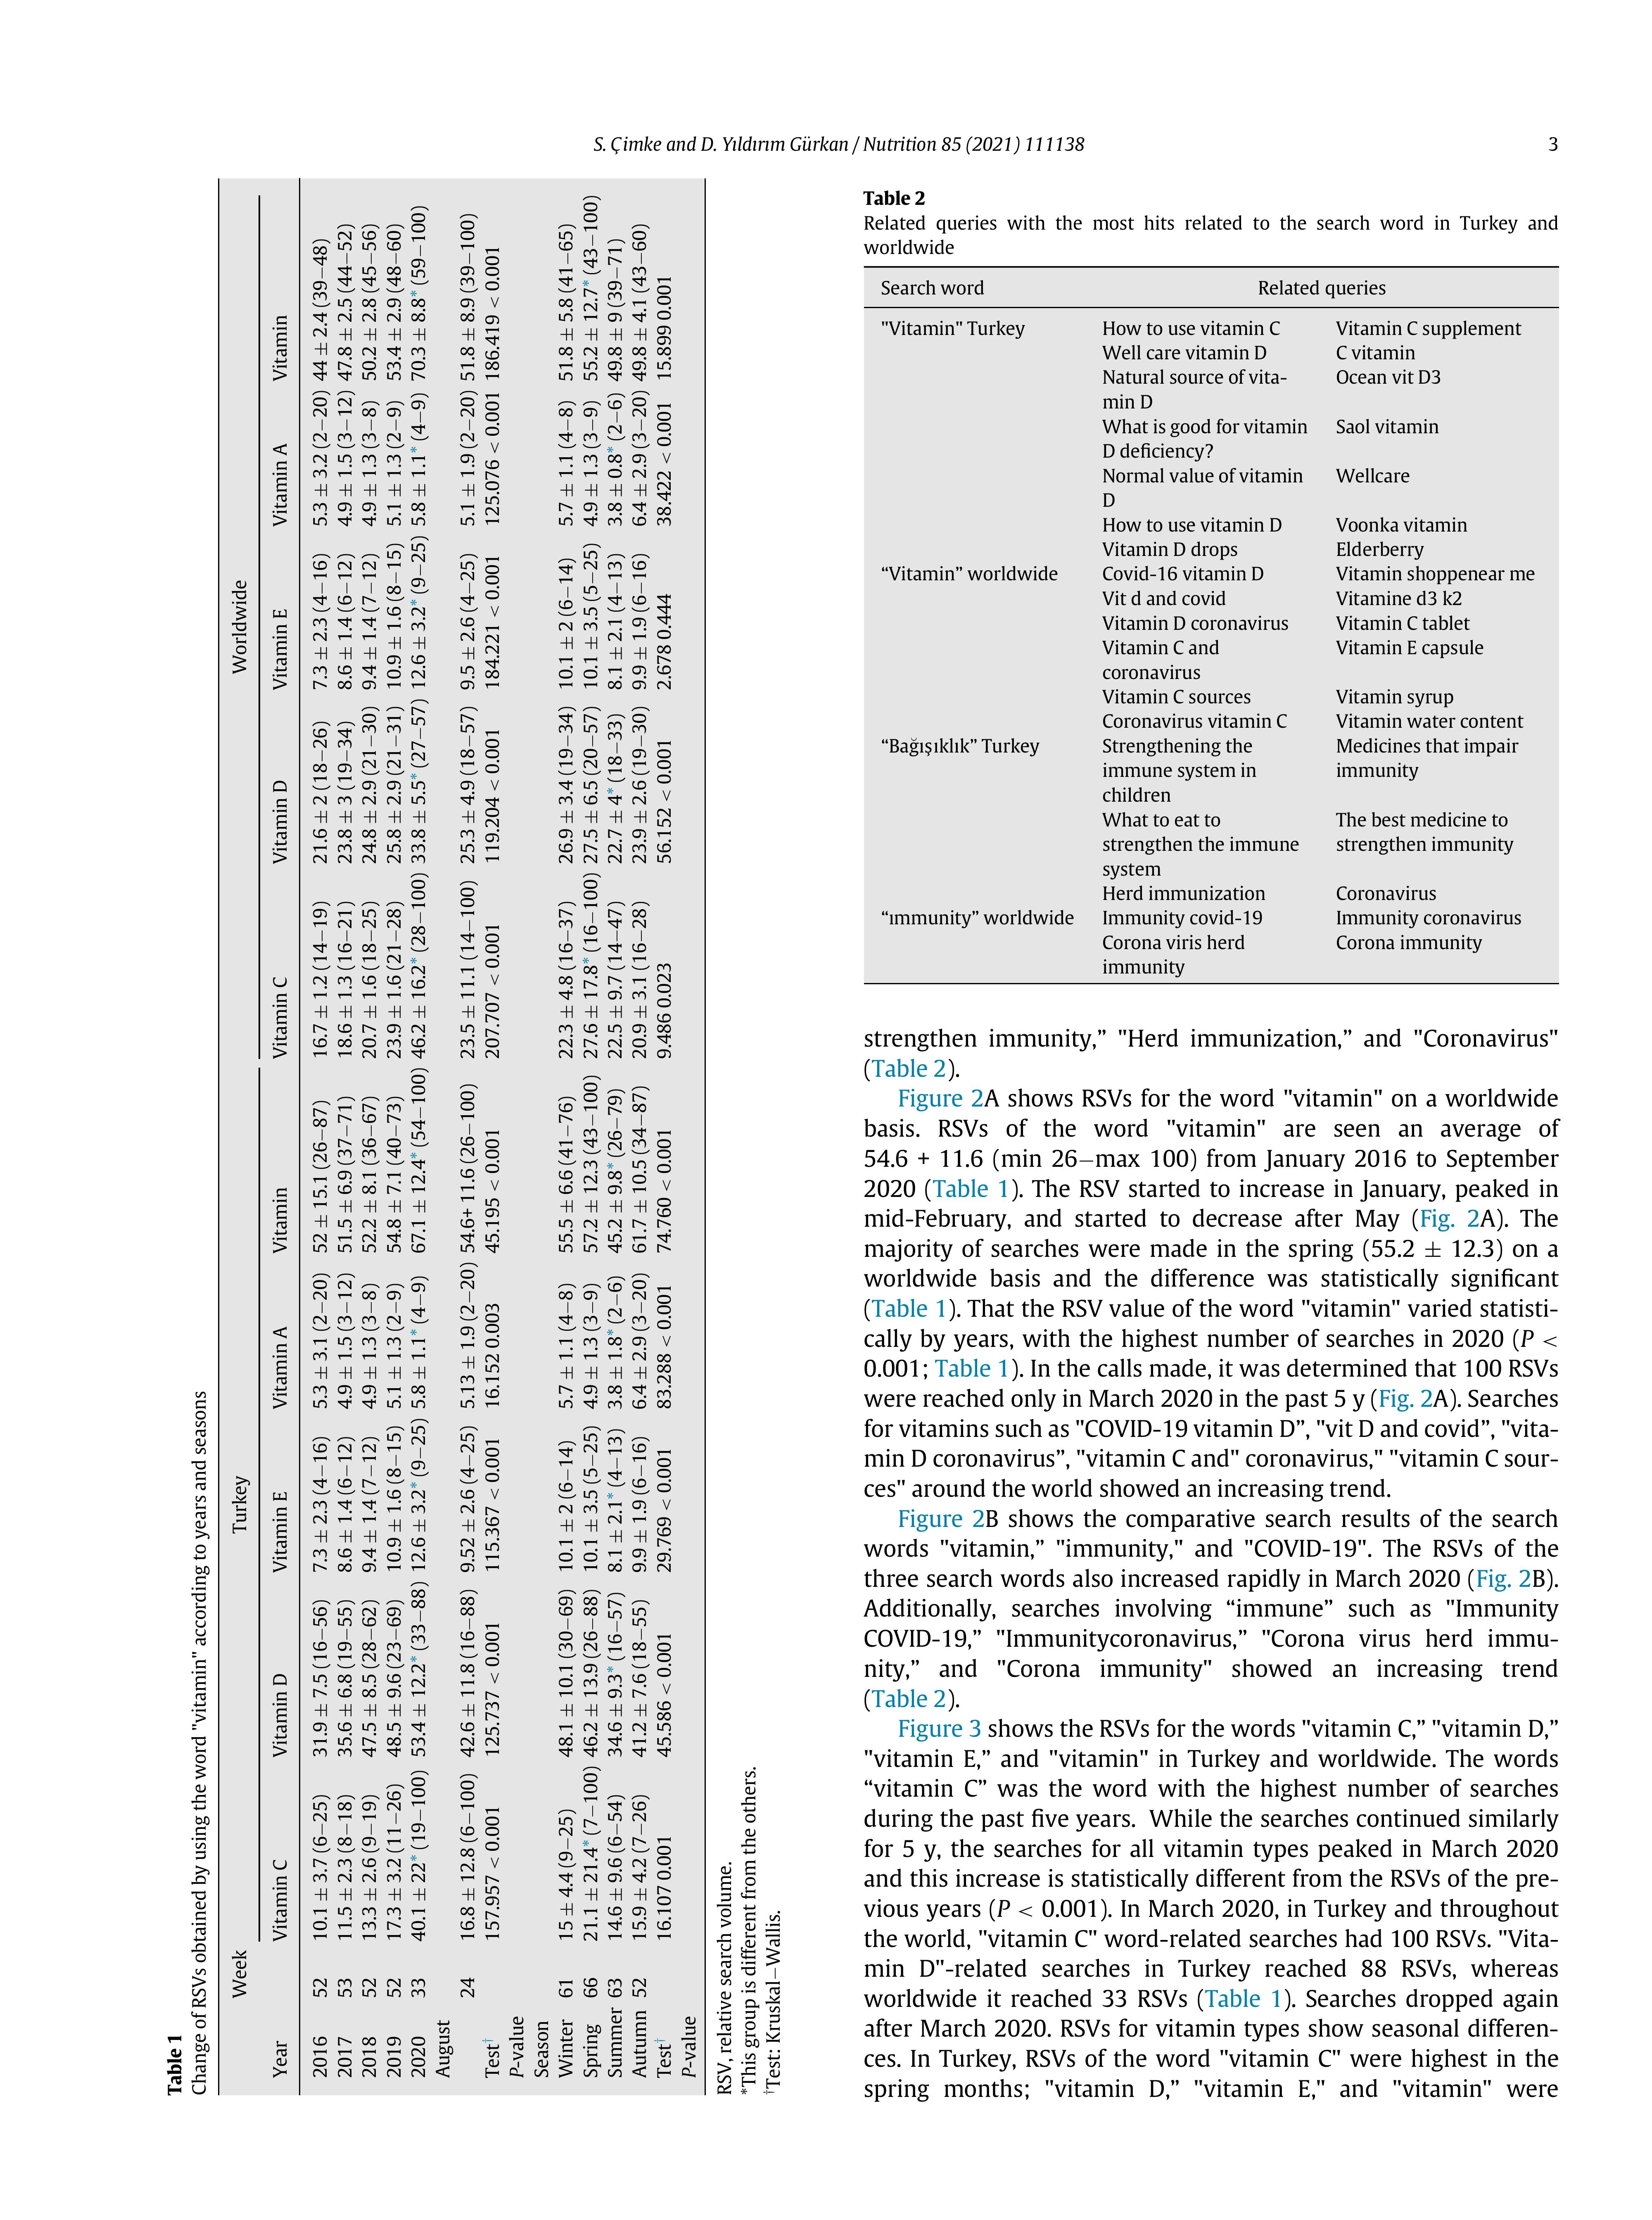 S. Çimke and D. Yıldırım Gürkan / Nutrition 85 (2021) 111138
3
Table 1
Change of RSVs obtained by using the word "vitamin" according to years and seasons
Week Turkey Worldwide
Year Vitamin C Vitamin D Vitamin E Vitamin A Vitamin Vitamin C Vitamin D Vitamin E Vitamin A Vitamin
2016 52 10.1 ± 3.7 (6–25) 31.9 ± 7.5 (16–56) 7.3 ± 2.3 (4–16) 5.3 ± 3.1 (2–20) 52 ± 15.1 (26–87) 16.7 ± 1.2 (14–19) 21.6 ± 2 (18–26) 7.3 ± 2.3 (4–16) 5.3 ± 3.2 (2–20) 44 ± 2.4 (39–48)
2017 53 11.5 ± 2.3 (8–18) 35.6 ± 6.8 (19–55) 8.6 ± 1.4 (6–12) 4.9 ± 1.5 (3–12) 51.5 ± 6.9 (37–71) 18.6 ± 1.3 (16–21) 23.8 ± 3 (19–34) 8.6 ± 1.4 (6–12) 4.9 ± 1.5 (3–12) 47.8 ± 2.5 (44–52)
2018 52 13.3 ± 2.6 (9–19) 47.5 ± 8.5 (28–62) 9.4 ± 1.4 (7–12) 4.9 ± 1.3 (3–8) 52.2 ± 8.1 (36–67) 20.7 ± 1.6 (18–25) 24.8 ± 2.9 (21–30) 9.4 ± 1.4 (7–12) 4.9 ± 1.3 (3–8) 50.2 ± 2.8 (45–56)
2019 52 17.3 ± 3.2 (11–26) 48.5 ± 9.6 (23–69) 10.9 ± 1.6 (8–15) 5.1 ± 1.3 (2–9) 54.8 ± 7.1 (40–73) 23.9 ± 1.6 (21–28) 25.8 ± 2.9 (21–31) 10.9 ± 1.6 (8–15) 5.1 ± 1.3 (2–9) 53.4 ± 2.9 (48–60)
2020 33 40.1 ± 22* (19–100) 53.4 ± 12.2* (33–88) 12.6 ± 3.2* (9–25) 5.8 ± 1.1* (4–9) 67.1 ± 12.4* (54–100) 46.2 ± 16.2* (28–100) 33.8 ± 5.5* (27–57) 12.6 ± 3.2* (9–25) 5.8 ± 1.1* (4–9) 70.3 ± 8.8* (59–100)
August
24 16.8 ± 12.8 (6–100) 42.6 ± 11.8 (16–88) 9.52 ± 2.6 (4–25) 5.13 ± 1.9 (2–20) 54.6+ 11.6 (26–100) 23.5 ± 11.1 (14–100) 25.3 ± 4.9 (18–57) 9.5 ± 2.6 (4–25) 5.1 ± 1.9 (2–20) 51.8 ± 8.9 (39–100)
Test† 157.957 < 0.001 125.737 < 0.001 115.367 < 0.001 16.152 0.003 45.195 < 0.001 207.707 < 0.001 119.204 < 0.001 184.221 < 0.001 125.076 < 0.001 186.419 < 0.001
P-value
Season
Winter 61 15 ± 4.4 (9–25) 48.1 ± 10.1 (30–69) 10.1 ± 2 (6–14) 5.7 ± 1.1 (4–8) 55.5 ± 6.6 (41–76) 22.3 ± 4.8 (16–37) 26.9 ± 3.4 (19–34) 10.1 ± 2 (6–14) 5.7 ± 1.1 (4–8) 51.8 ± 5.8 (41–65)
Spring 66 21.1 ± 21.4* (7–100) 46.2 ± 13.9 (26–88) 10.1 ± 3.5 (5–25) 4.9 ± 1.3 (3–9) 57.2 ± 12.3 (43–100) 27.6 ± 17.8* (16–100) 27.5 ± 6.5 (20–57) 10.1 ± 3.5 (5–25) 4.9 ± 1.3 (3–9) 55.2 ± 12.7* (43–100)
Summer 63 14.6 ± 9.6 (6–54) 34.6 ± 9.3* (16–57) 8.1 ± 2.1* (4–13) 3.8 ± 1.8* (2–6) 45.2 ± 9.8* (26–79) 22.5 ± 9.7 (14–47) 22.7 ± 4* (18–33) 8.1 ± 2.1 (4–13) 3.8 ± 0.8* (2–6) 49.8 ± 9 (39–71)
Autumn 52 15.9 ± 4.2 (7–26) 41.2 ± 7.6 (18–55) 9.9 ± 1.9 (6–16) 6.4 ± 2.9 (3–20) 61.7 ± 10.5 (34–87) 20.9 ± 3.1 (16–28) 23.9 ± 2.6 (19–30) 9.9 ± 1.9 (6–16) 6.4 ± 2.9 (3–20) 49.8 ± 4.1 (43–60)
Test† 16.107 0.001 45.586 < 0.001 29.769 < 0.001 83.288 < 0.001 74.760 < 0.001 9.486 0.023 56.152 < 0.001 2.678 0.444 38.422 < 0.001 15.899 0.001
P-value
RSV, relative search volume.
*This group is different from the others.
†Test: Kruskal–Wallis.
Table 2
Related queries with the most hits related to the search word in Turkey and
worldwide
Search word Related queries
"Vitamin" Turkey How to use vitamin C Vitamin C supplement
Well care vitamin D C vitamin
Natural source of vita- Ocean vit D3
min D
What is good for vitamin Saol vitamin
D deficiency?
Normal value of vitamin Wellcare
D
How to use vitamin D Voonka vitamin
Vitamin D drops Elderberry
“Vitamin” worldwide Covid-16 vitamin D Vitamin shoppenear me
Vit d and covid Vitamine d3 k2
Vitamin D coronavirus Vitamin C tablet
Vitamin C and Vitamin E capsule
coronavirus
Vitamin C sources Vitamin syrup
Coronavirus vitamin C Vitamin water content
“Bağışıklık” Turkey Strengthening the Medicines that impair
immune system in immunity
children
What to eat to The best medicine to
strengthen the immune strengthen immunity
system
Herd immunization Coronavirus
“ımmunity” worldwide Immunity covid-19 Immunity coronavirus
Corona viris herd Corona immunity
immunity
strengthen immunity,” "Herd immunization,” and "Coronavirus"
(Table 2).
Figure 2A shows RSVs for the word "vitamin" on a worldwide
basis. RSVs of the word "vitamin" are seen an average of
54.6 + 11.6 (min 26–max 100) from January 2016 to September
2020 (Table 1). The RSV started to increase in January, peaked in
mid-February, and started to decrease after May (Fig. 2A). The
majority of searches were made in the spring (55.2 ± 12.3) on a
worldwide basis and the difference was statistically significant
(Table 1). That the RSV value of the word "vitamin" varied statisti-
cally by years, with the highest number of searches in 2020 (P <
0.001; Table 1). In the calls made, it was determined that 100 RSVs
were reached only in March 2020 in the past 5 y (Fig. 2A). Searches
for vitamins such as "COVID-19 vitamin D”, "vit D and covid”, "vita-
min D coronavirus”, "vitamin C and" coronavirus," "vitamin C sour-
ces" around the world showed an increasing trend.
Figure 2B shows the comparative search results of the search
words "vitamin,” "immunity," and "COVID-19". The RSVs of the
three search words also increased rapidly in March 2020 (Fig. 2B).
Additionally, searches involving “immune” such as "Immunity
COVID-19,” "Immunitycoronavirus,” "Corona virus herd immu-
nity,” and "Corona immunity" showed an increasing trend
(Table 2).
Figure 3 shows the RSVs for the words "vitamin C,” "vitamin D,”
"vitamin E,” and "vitamin" in Turkey and worldwide. The words
“vitamin C” was the word with the highest number of searches
during the past five years. While the searches continued similarly
for 5 y, the searches for all vitamin types peaked in March 2020
and this increase is statistically different from the RSVs of the pre-
vious years (P < 0.001). In March 2020, in Turkey and throughout
the world, "vitamin C" word-related searches had 100 RSVs. "Vita-
min D"-related searches in Turkey reached 88 RSVs, whereas
worldwide it reached 33 RSVs (Table 1). Searches dropped again
after March 2020. RSVs for vitamin types show seasonal differen-
ces. In Turkey, RSVs of the word "vitamin C" were highest in the
spring months; "vitamin D,” "vitamin E," and "vitamin" were